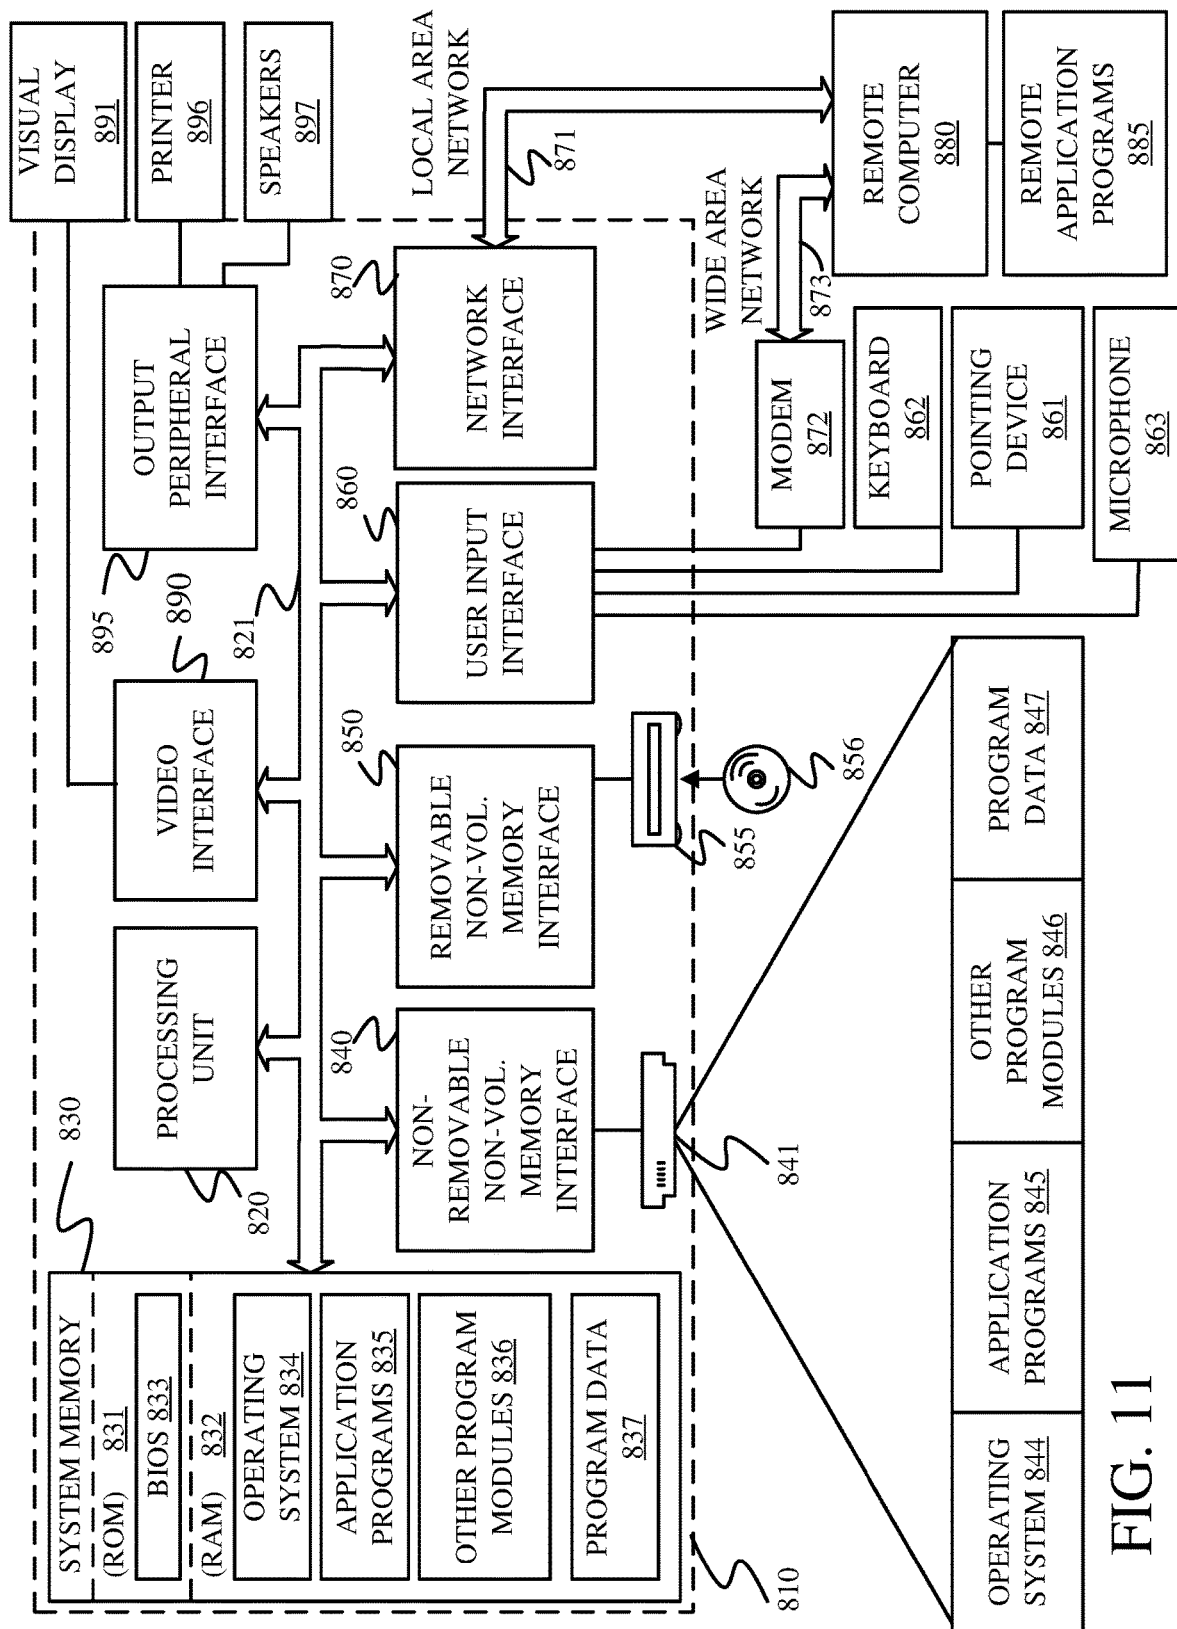 SYSTEM MEMORY
(ROM) 831
BIOS 833
(RAM) 832
OPERATING
SYSTEM 834
APPLICATION
PROGRAMS 835
OTHER PROGRAM
MODULES 836
PROGRAM DATA
837
830
PROCESSING
UNIT
820
VIDEO
INTERFACE
890
OUTPUT
PERIPHERAL
INTERFACE
895
821
VISUAL
DISPLAY
891
PRINTER
896
SPEAKERS
897
NON-
REMOVABLE
NON-VOL.
MEMORY
INTERFACE
840
REMOVABLE
NON-VOL.
MEMORY
INTERFACE
850
USER INPUT
INTERFACE
860
NETWORK
INTERFACE
870
LOCAL AREA
NETWORK
871
810
841
855
856
WIDE AREA
NETWORK
873
MODEM
872
KEYBOARD
862
POINTING
DEVICE
861
MICROPHONE
863
REMOTE
COMPUTER
880
REMOTE
APPLICATION
PROGRAMS
885
OPERATING
SYSTEM 844
APPLICATION
PROGRAMS 845
OTHER
PROGRAM
MODULES 846
PROGRAM
DATA 847
FIG. 11